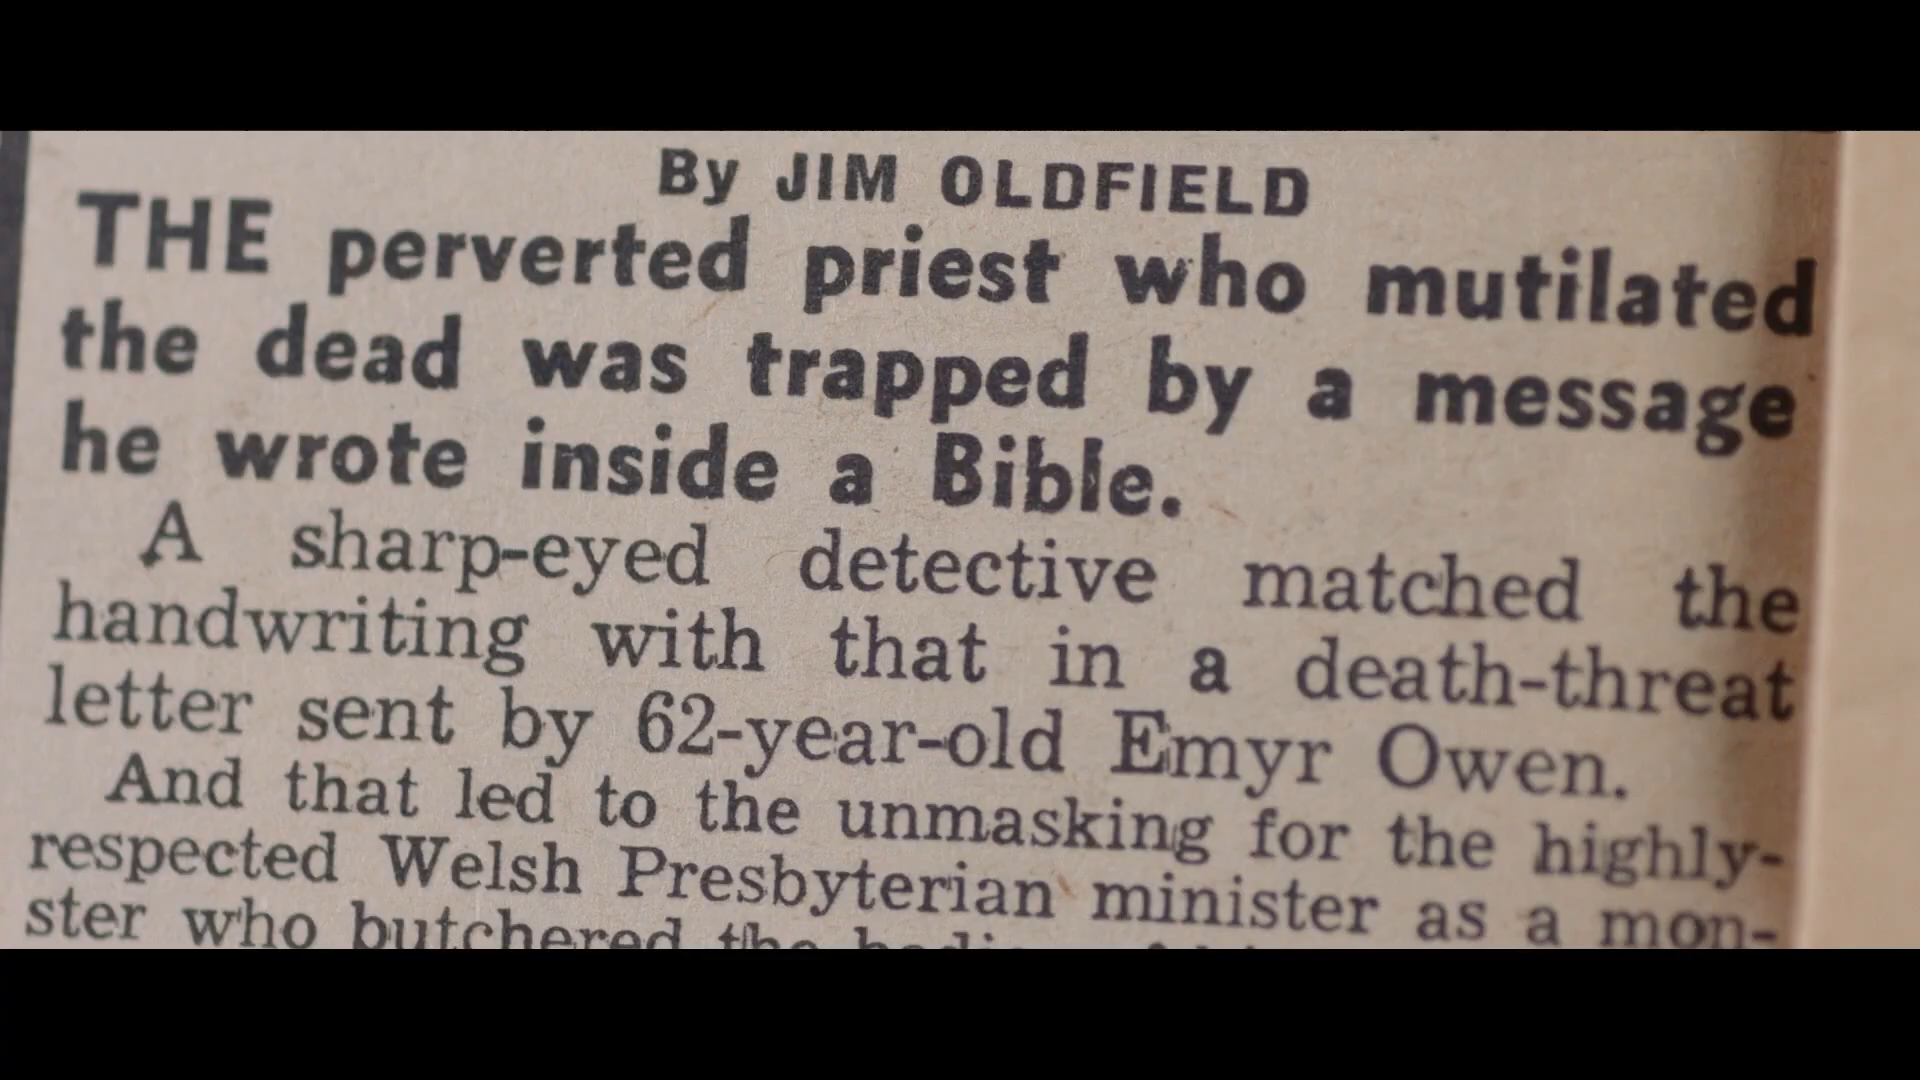 By JIM OLDFIELD
THE perverted priest who mutilated
the dead was trapped by a message
he wrote inside a Bible.
A sharp-eyed detective matched the
handwriting with that in a death-threat
letter sent by 62-year-old Emyr Owen.
And that led to the unmasking for the highly-
respected Welsh Presbyterian minister as a mon-
ster who butchered the